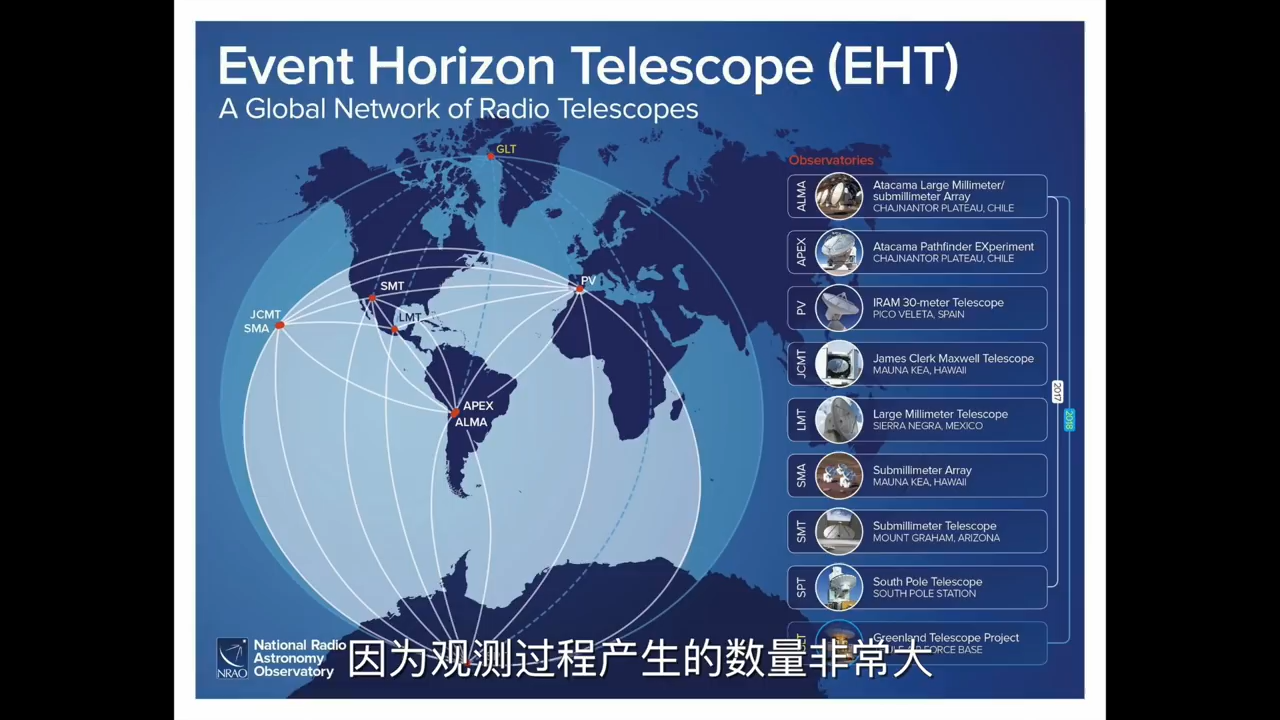 Event Horizon Telescope (EHT)
A Global Network of Radio Telescopes
GLT
SMT
PV
JCMT
SMA
LMT
APEX
ALMA
Observatories
ALMA
Atacama Large Millimeter/
submillimeter Array
CHAJNANTOR PLATEAU, CHILE
APEX
Atacama Pathfinder EXperiment
CHAJNANTOR PLATEAU, CHILE
PV
IRAM 30-meter Telescope
PICO VELETA, SPAIN
JCMT
James Clerk Maxwell Telescope
MAUNA KEA, HAWAII
LMT
Large Millimeter Telescope
SIERRA NEGRA, MEXICO
SMA
Submillimeter Array
MAUNA KEA, HAWAII
SMT
Submillimeter Telescope
MOUNT GRAHAM, ARIZONA
SPT
South Pole Telescope
SOUTH POLE STATION
Greenland Telescope Project
FORCE BASE
2017
2018
NRAO
National Radio
Astronomy
Observatory
因为观测过程产生的数量非常大